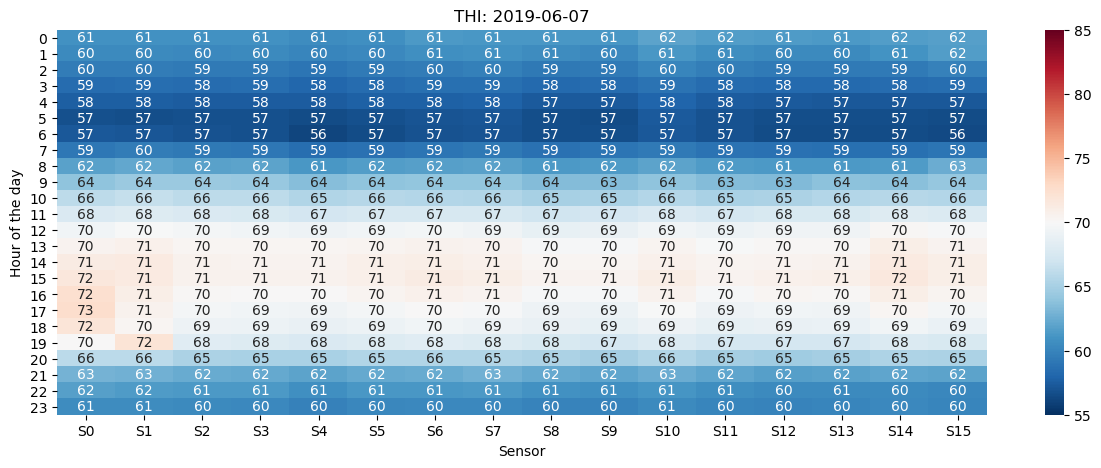 THI: 2019-06-07
0 61 61 61 61 61 61 61 61 61 61 62 62 61 61 62 62
1 60 60 60 60 60 60 61 61 61 60 61 61 60 60 61 62
2 60 60 59 59 59 59 60 60 59 59 60 60 59 59 59 60
3 59 59 58 59 58 58 59 59 58 58 59 58 58 58 58 59
4 58 58 58 58 58 58 58 58 57 57 58 58 57 57 57 57
5 57 57 57 57 57 57 57 57 57 57 57 57 57 57 57 57
6 57 57 57 57 56 57 57 57 57 57 57 57 57 57 57 56
7 59 60 59 59 59 59 59 59 59 59 59 59 59 59 59 59
8 62 62 62 62 61 62 62 62 61 62 62 62 61 61 61 63
9 64 64 64 64 64 64 64 64 64 63 64 63 63 64 64 64
10 66 66 66 66 65 66 66 66 65 65 66 65 65 66 66 66
11 68 68 68 68 67 67 67 67 67 67 68 67 68 68 68 68
12 70 70 70 69 69 69 70 69 69 69 69 69 69 69 70 70
13 70 71 70 70 70 70 71 70 70 70 70 70 70 70 71 71
14 71 71 71 71 71 71 71 71 70 70 71 70 71 70 71 71
15 72 71 71 71 71 71 71 71 70 70 71 71 71 71 72 71
16 72 71 70 70 70 70 71 71 70 70 71 70 70 70 71 70
17 73 71 70 69 69 70 70 70 69 69 70 69 69 69 70 70
18 72 70 69 69 69 69 70 69 69 69 69 69 69 69 69 69
19 70 72 68 68 68 68 68 68 68 67 68 67 67 67 68 68
20 66 66 65 65 65 65 66 65 65 65 66 65 65 65 65 65
21 63 63 62 62 62 62 62 63 62 62 63 62 62 62 62 62
22 62 62 61 61 61 61 61 61 61 61 61 61 60 61 60 61
23 61 61 60 60 60 60 60 60 60 60 61 60 60 60 60 60
S0 S1 S2 S3 S4 S5 S6 S7 S8 S9 S10 S11 S12 S13 S14 S15
Sensor
Hour of the day
85
80
75
70
65
60
55